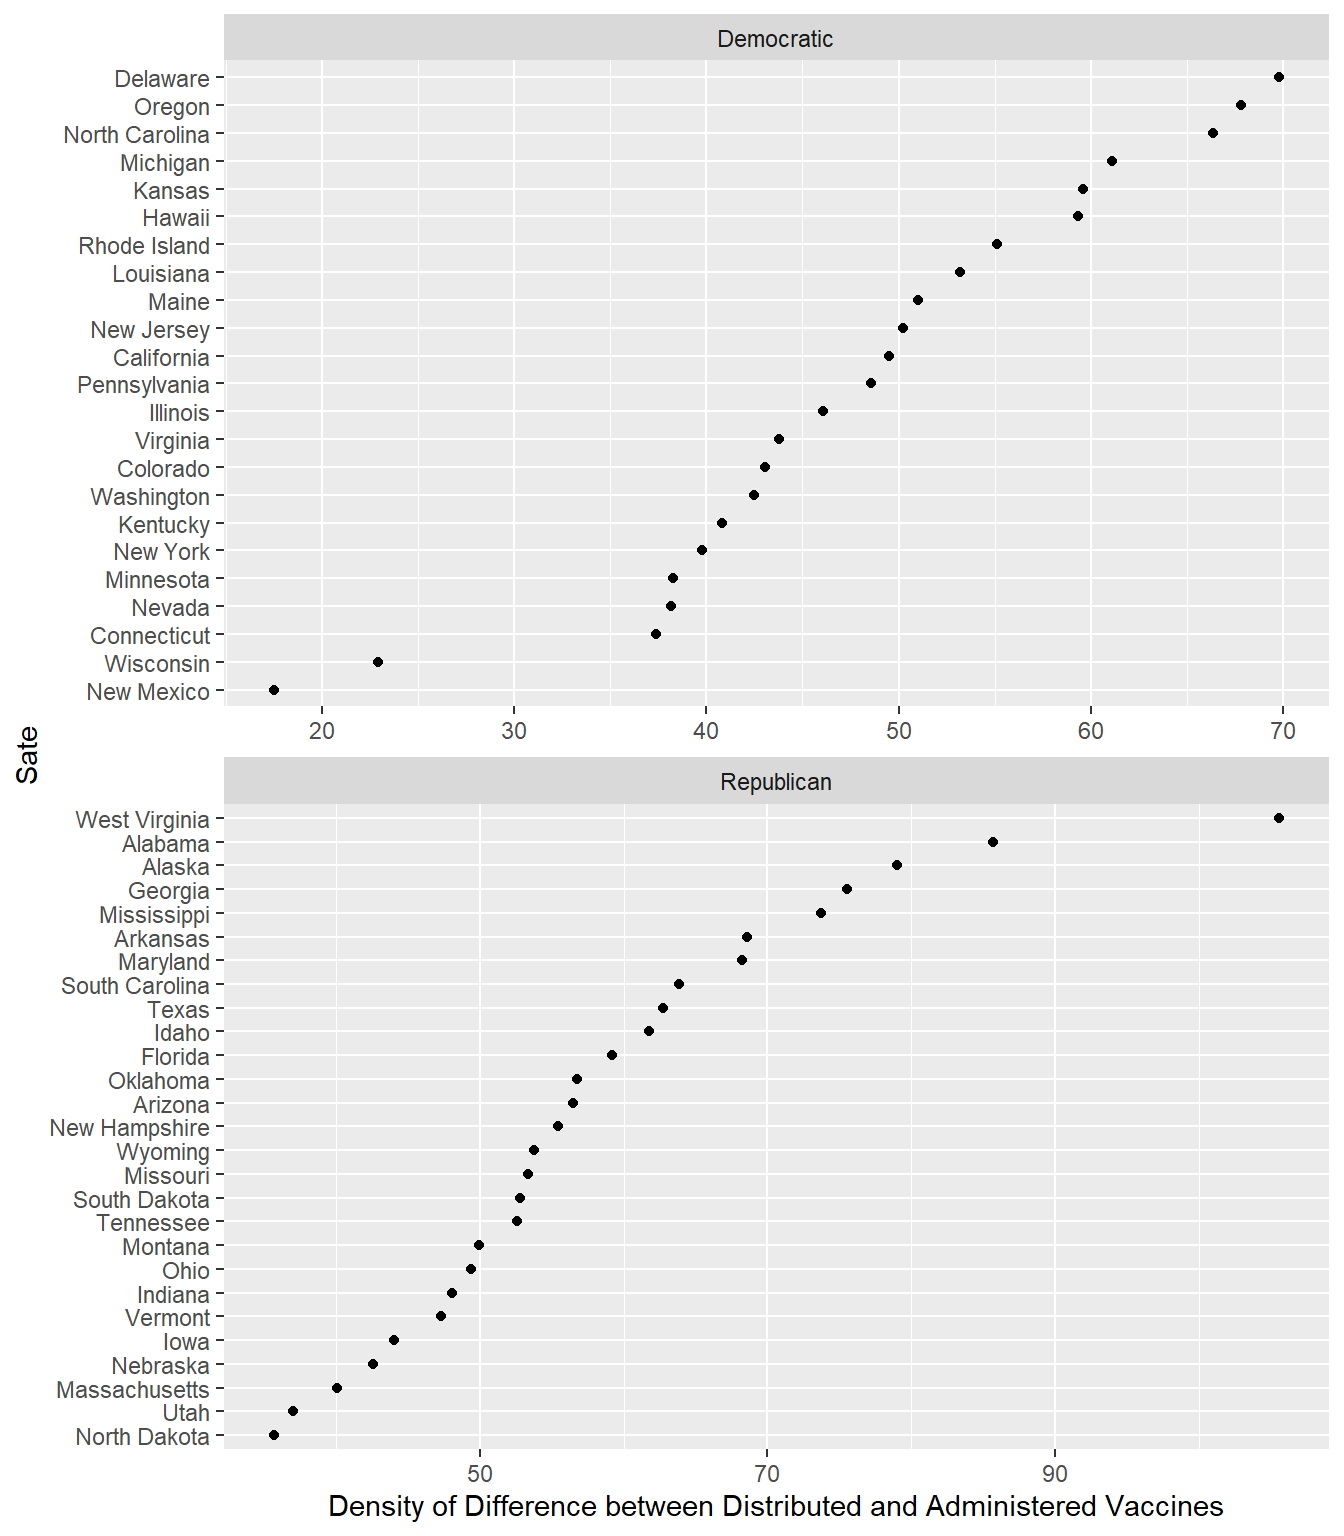 Democratic
Delaware
Oregon
North Carolina
Michigan
Kansas
Hawaii
Rhode Island
Louisiana
Maine
New Jersey
California
Pennsylvania
Illinois
Virginia
Colorado
Washington
Kentucky
New York
Minnesota
Nevada
Connecticut
Wisconsin
New Mexico
20 30 40 50 60 70
Sate
Republican
West Virginia
Alabama
Alaska
Georgia
Mississippi
Arkansas
Maryland
South Carolina
Texas
Idaho
Florida
Oklahoma
Arizona
New Hampshire
Wyoming
Missouri
South Dakota
Tennessee
Montana
Ohio
Indiana
Vermont
Iowa
Nebraska
Massachusetts
Utah
North Dakota
50 70 90
Density of Difference between Distributed and Administered Vaccines